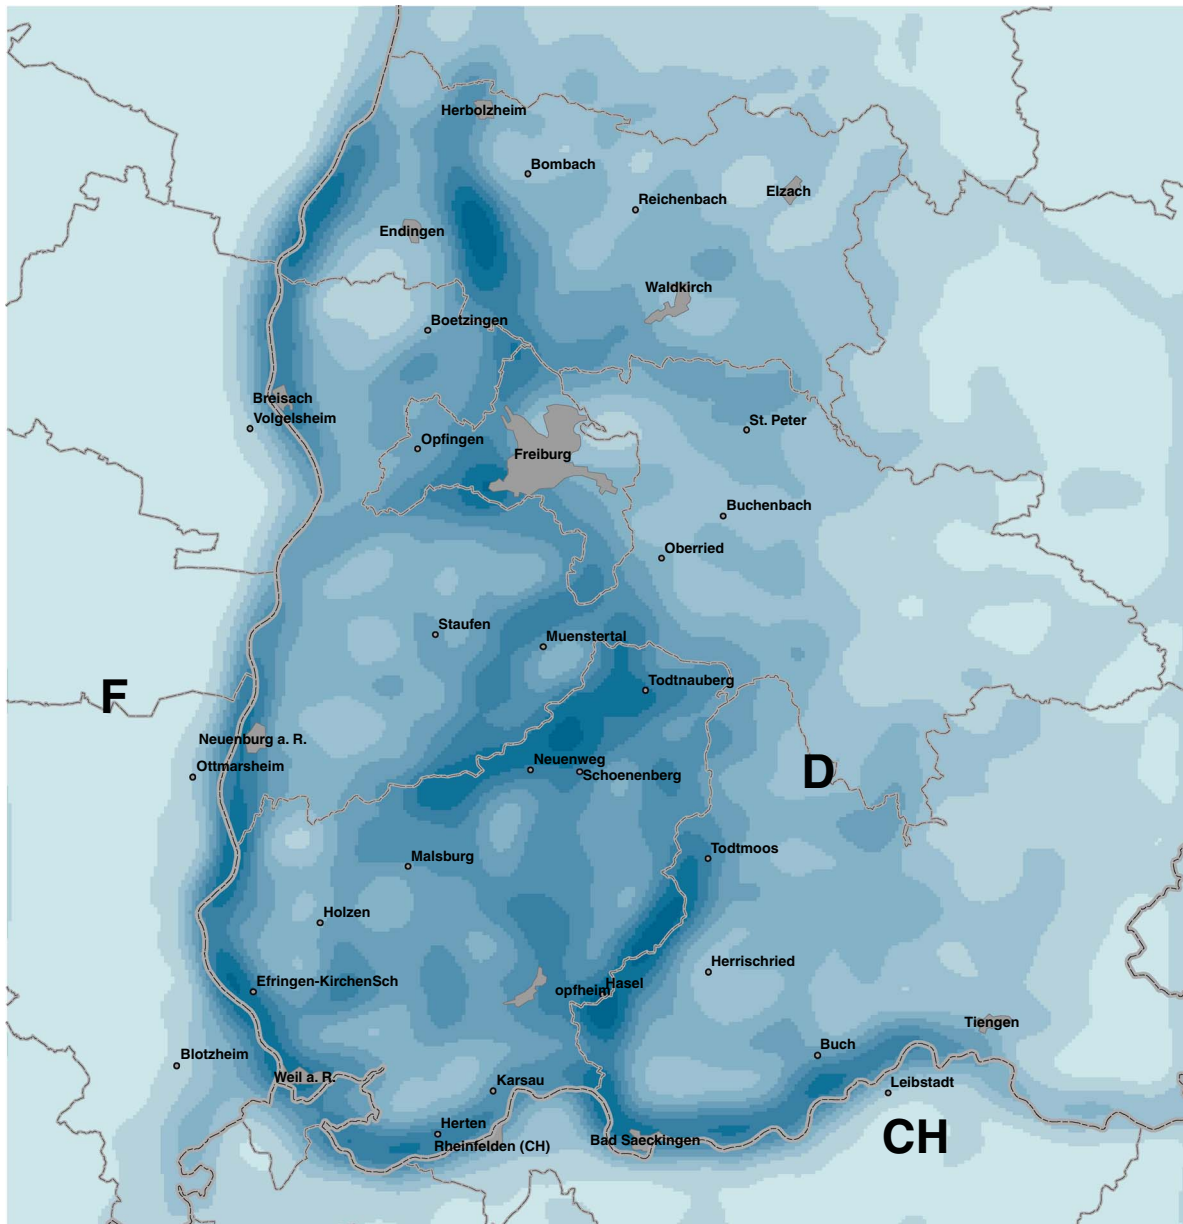 Herbolzheim
Bombach
Reichenbach
Elzach
Endingen
Waldkirch
Boetzingen
Breisach
Volgelsheim
St. Peter
Opfingen
Freiburg
Buchenbach
Oberried
Staufen
Muenstertal
Todtnauberg
F
Neuenburg a. R.
Ottmarsheim
Neuenweg
Schoenenberg
D
Todtmoos
Malsburg
Holzen
Herrischried
Efringen-KirchenSch
opfheim
Hasel
Tiengen
Buch
Blotzheim
Weil a. R.
Karsau
Leibstadt
Herten
Rheinfelden (CH)
Bad Saeckingen
CH